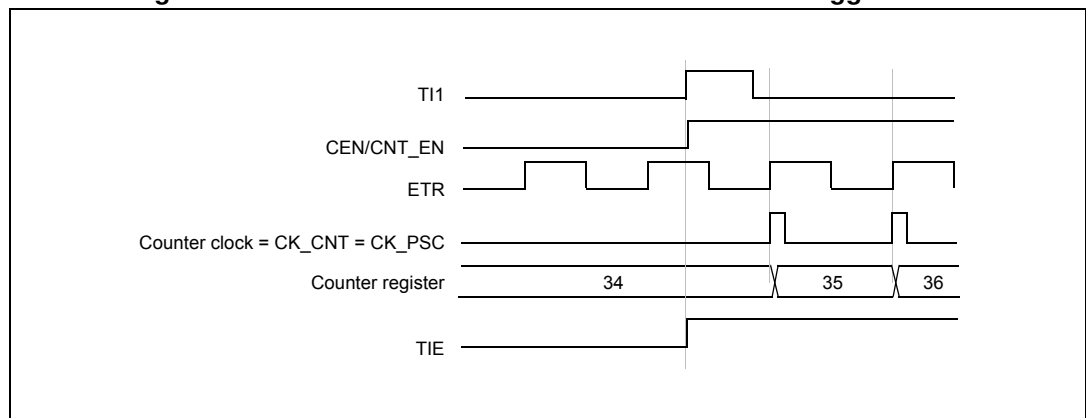 TI1
CEN/CNT_EN
ETR
Counter clock = CK_CNT = CK_PSC
Counter register 34 35 36
TIE